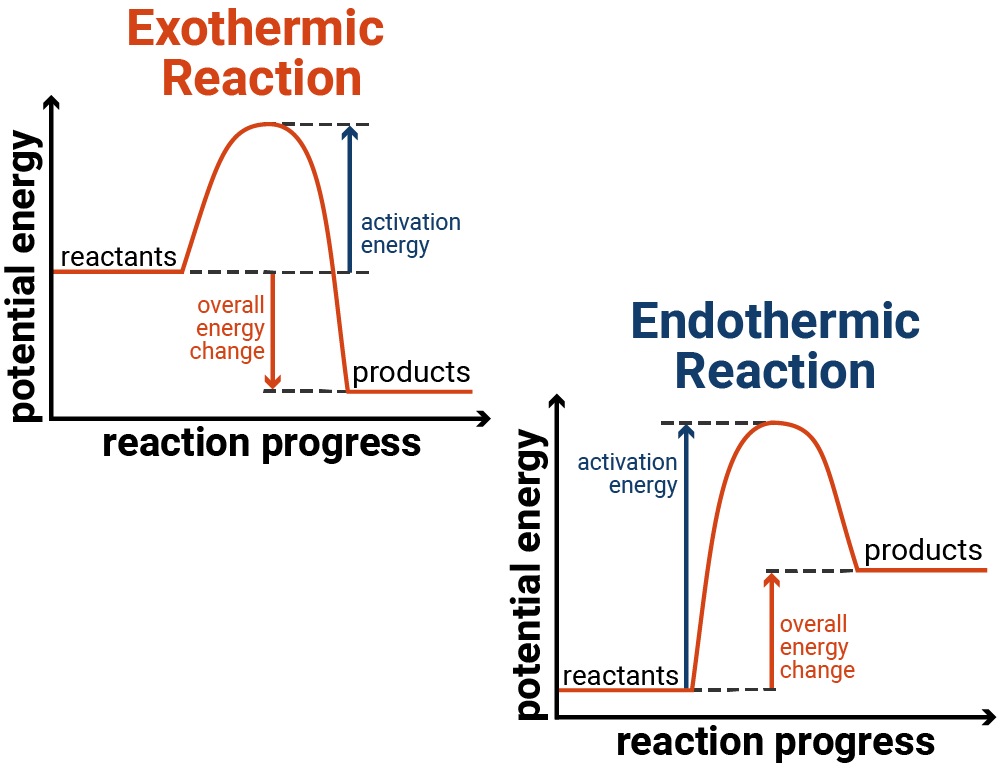 Exothermic
Reaction
potential energy
reactants
activation
energy
overall
energy
change
products
reaction progress
Endothermic
Reaction
potential energy
activation
energy
products
overall
energy
change
reactants
reaction progress